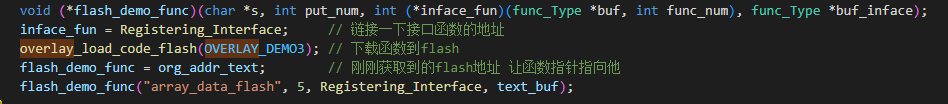 void (*flash_demo_func)(char *s, int put_num, int (*inface_fun)(func_Type *buf, int func_num), func_Type *buf_inface);
inface_fun = Registering_Interface;     // 链接一下接口函数的地址
overlay_load_code_flash(OVERLAY_DEMO3); // 下载函数到flash
flash_demo_func = org_addr_text;        // 刚刚获取到的flash地址 让函数指针指向他
flash_demo_func("array_data_flash", 5, Registering_Interface, text_buf);